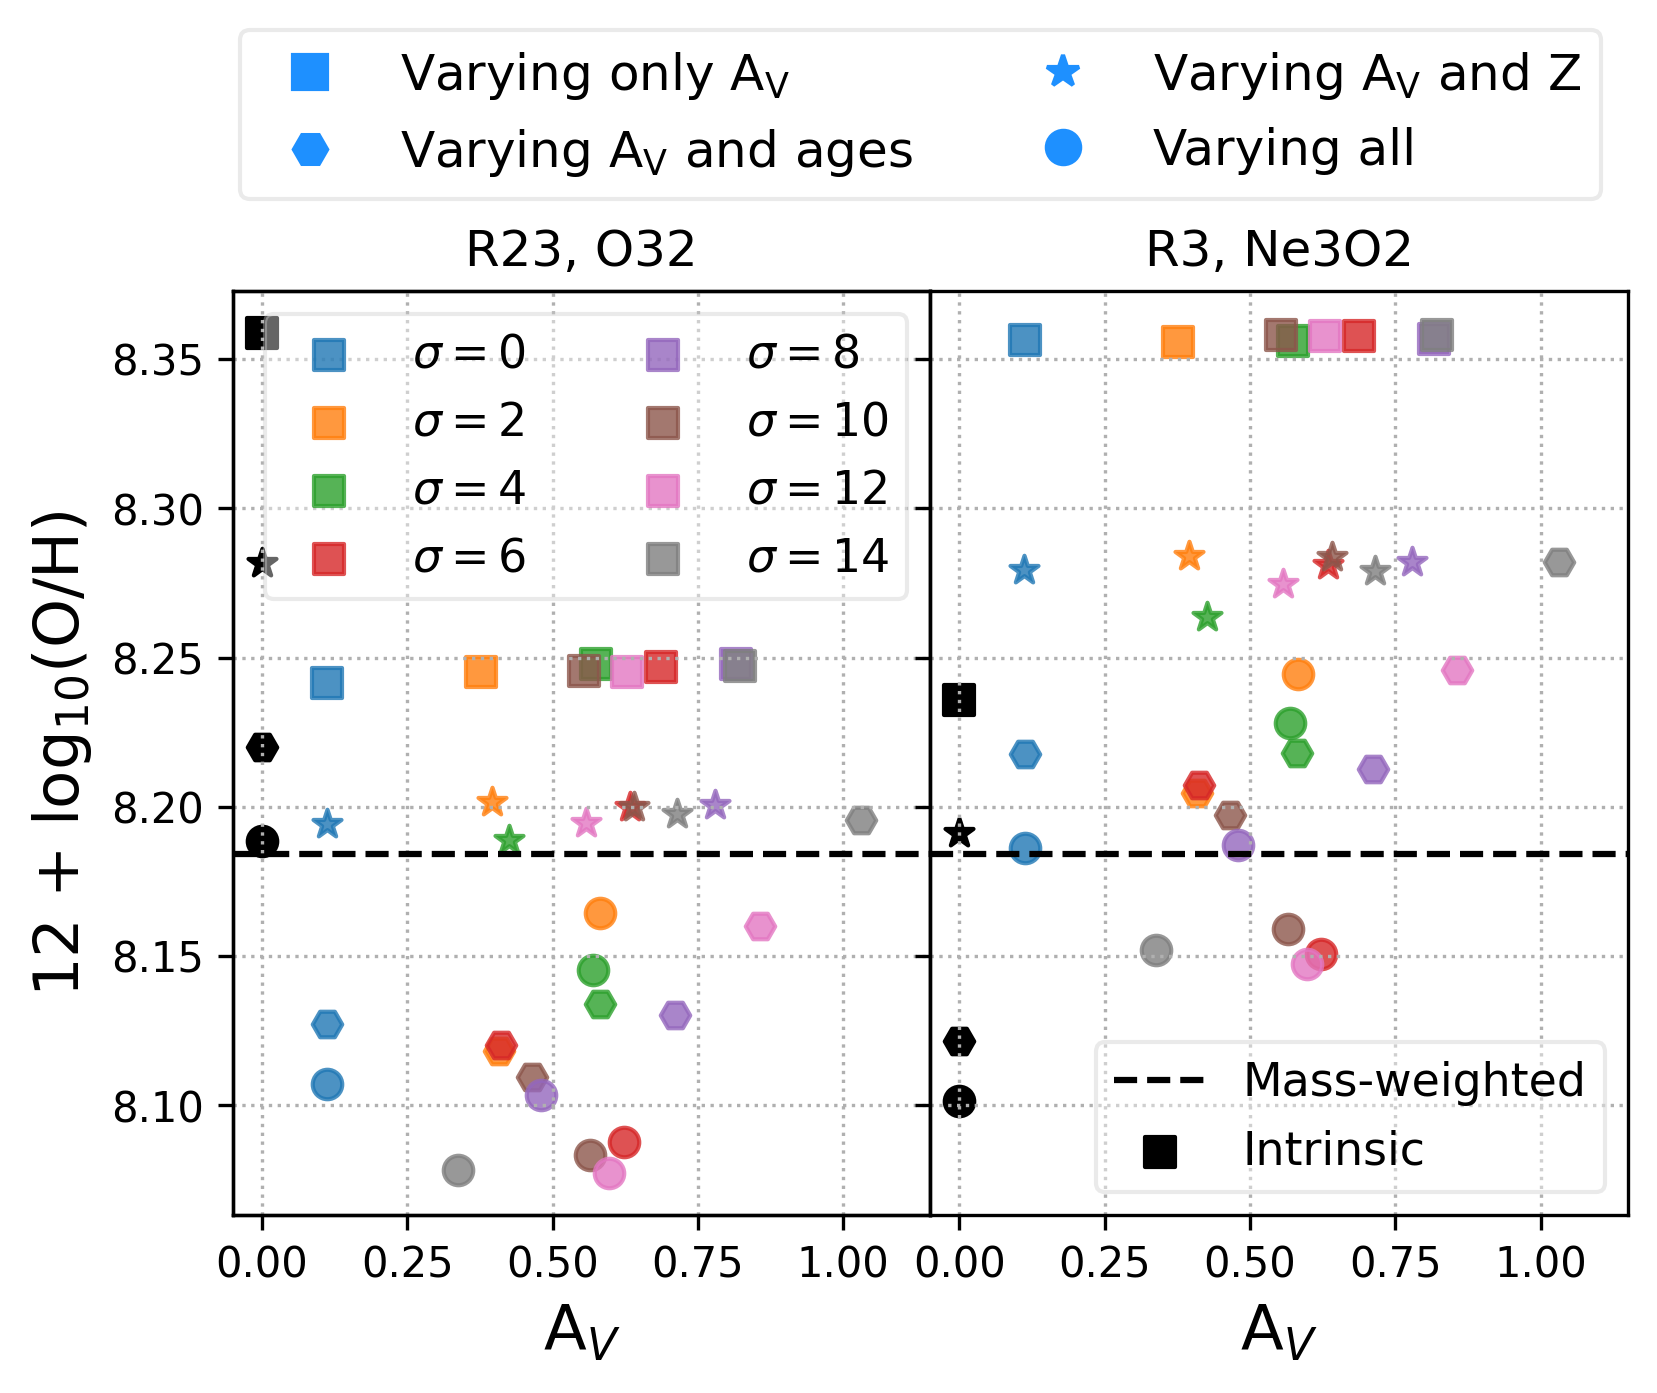 Varying only A_V
Varying A_V and Z
Varying A_V and ages
Varying all
R23, O32
R3, Ne3O2
σ = 0
σ = 8
σ = 2
σ = 10
σ = 4
σ = 12
σ = 6
σ = 14
12 + log₁₀(O/H)
8.35
8.30
8.25
8.20
8.15
8.10
Mass-weighted
Intrinsic
0.00 0.25 0.50 0.75 1.00
0.00 0.25 0.50 0.75 1.00
A_V
A_V